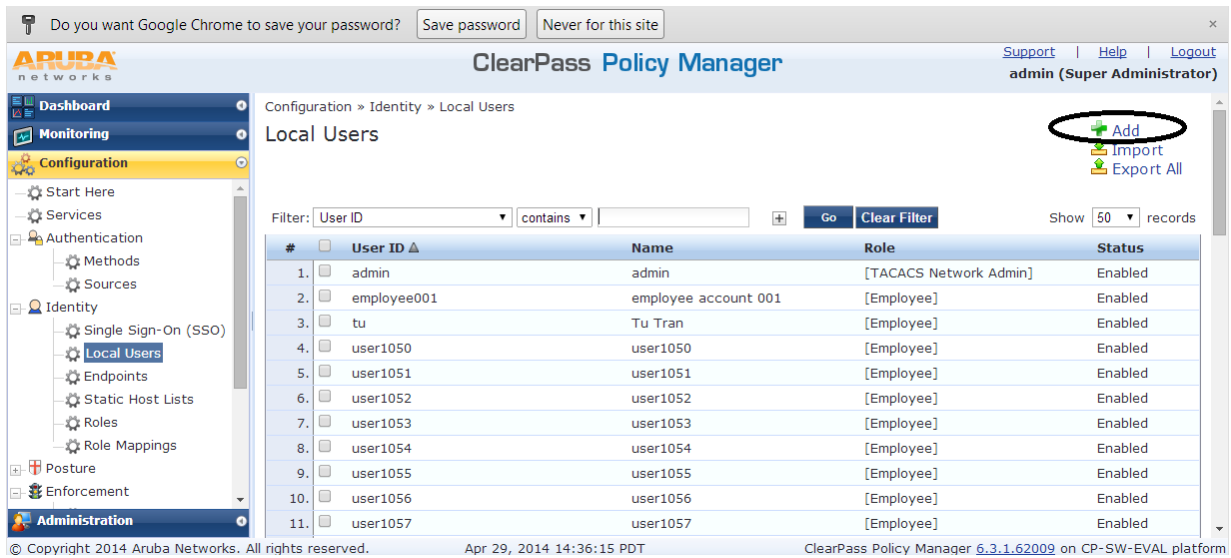 Do you want Google Chrome to save your password? Save password Never for this site ×
ARUBA networks
ClearPass Policy Manager
Support | Help | Logout
admin (Super Administrator)
Dashboard
Monitoring
Configuration
Start Here
Services
Authentication
Methods
Sources
Identity
Single Sign-On (SSO)
Local Users
Endpoints
Static Host Lists
Roles
Role Mappings
Posture
Enforcement
Administration
Configuration » Identity » Local Users
Local Users
Add
Import
Export All
Filter: User ID contains Go Clear Filter Show 50 records
# User ID Name Role Status
1. admin admin [TACACS Network Admin] Enabled
2. employee001 employee account 001 [Employee] Enabled
3. tu Tu Tran [Employee] Enabled
4. user1050 user1050 [Employee] Enabled
5. user1051 user1051 [Employee] Enabled
6. user1052 user1052 [Employee] Enabled
7. user1053 user1053 [Employee] Enabled
8. user1054 user1054 [Employee] Enabled
9. user1055 user1055 [Employee] Enabled
10. user1056 user1056 [Employee] Enabled
11. user1057 user1057 [Employee] Enabled
© Copyright 2014 Aruba Networks. All rights reserved. Apr 29, 2014 14:36:15 PDT ClearPass Policy Manager 6.3.1.62009 on CP-SW-EVAL platform